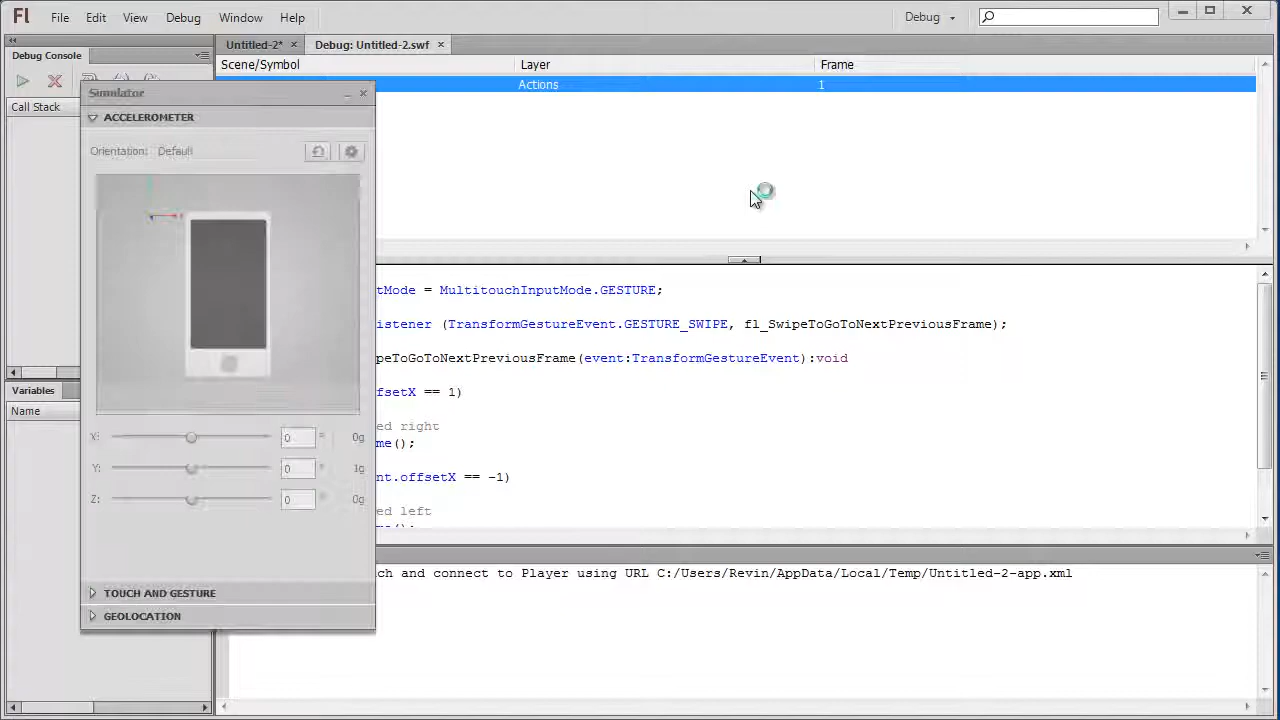 Fl File Edit View Debug Window Help Debug
Debug Console
Untitled-2* × Debug: Untitled-2.swf ×
Scene/Symbol Layer Frame
Actions 1
Call Stack
Simulator
ACCELEROMETER
Orientation: Default
Variables
Name
X: 0 ° 0g
Y: 0 ° 1g
Z: 0 ° 0g
TOUCH AND GESTURE
GEOLOCATION
tMode = MultitouchInputMode.GESTURE;
istener (TransformGestureEvent.GESTURE_SWIPE, fl_SwipeToGoToNextPreviousFrame);
peToGoToNextPreviousFrame(event:TransformGestureEvent):void
fsetX == 1)
ed right
me();
nt.offsetX == -1)
ed left
ch and connect to Player using URL C:/Users/Revin/AppData/Local/Temp/Untitled-2-app.xml